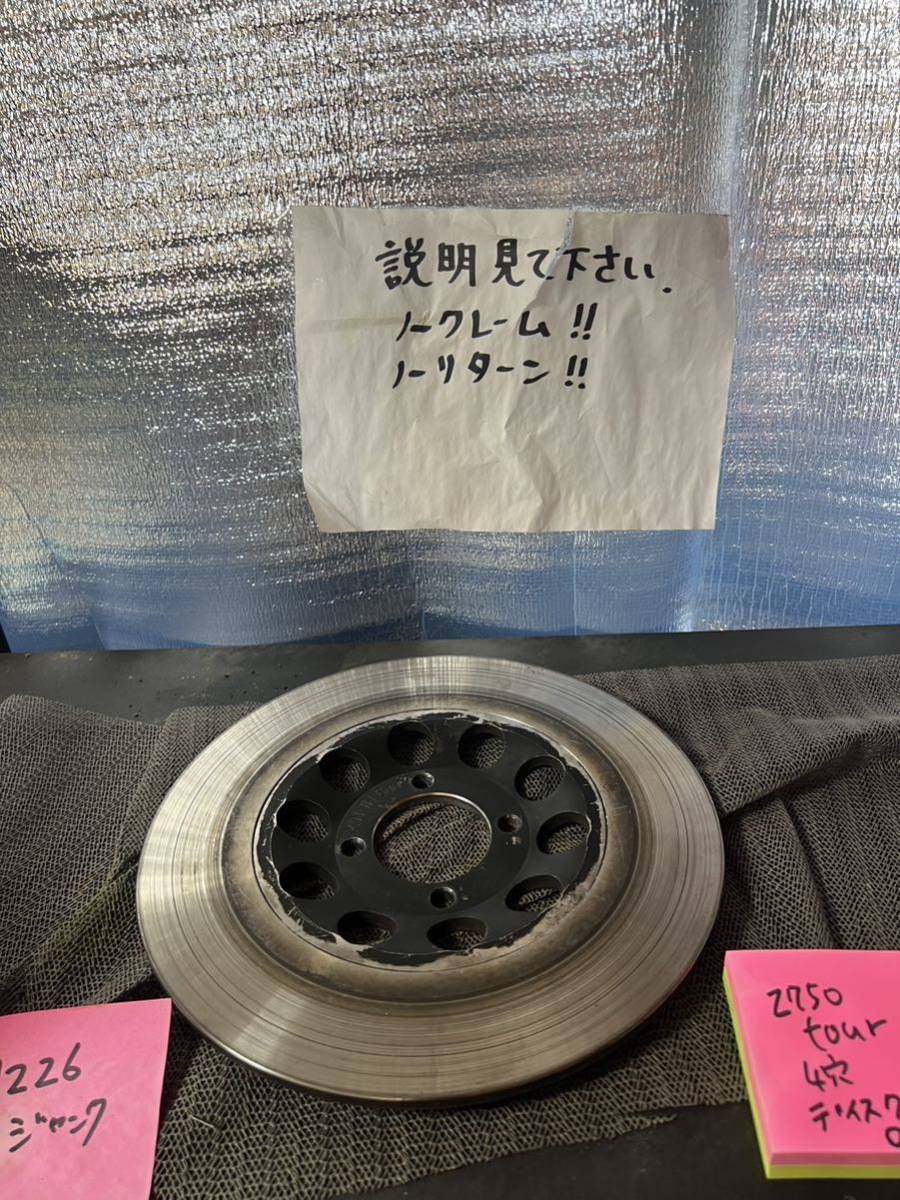 説明見て下さい.
ノークレーム!!
ノーリターン!!
226
ジャンク
2750
tour
4穴
ディスク